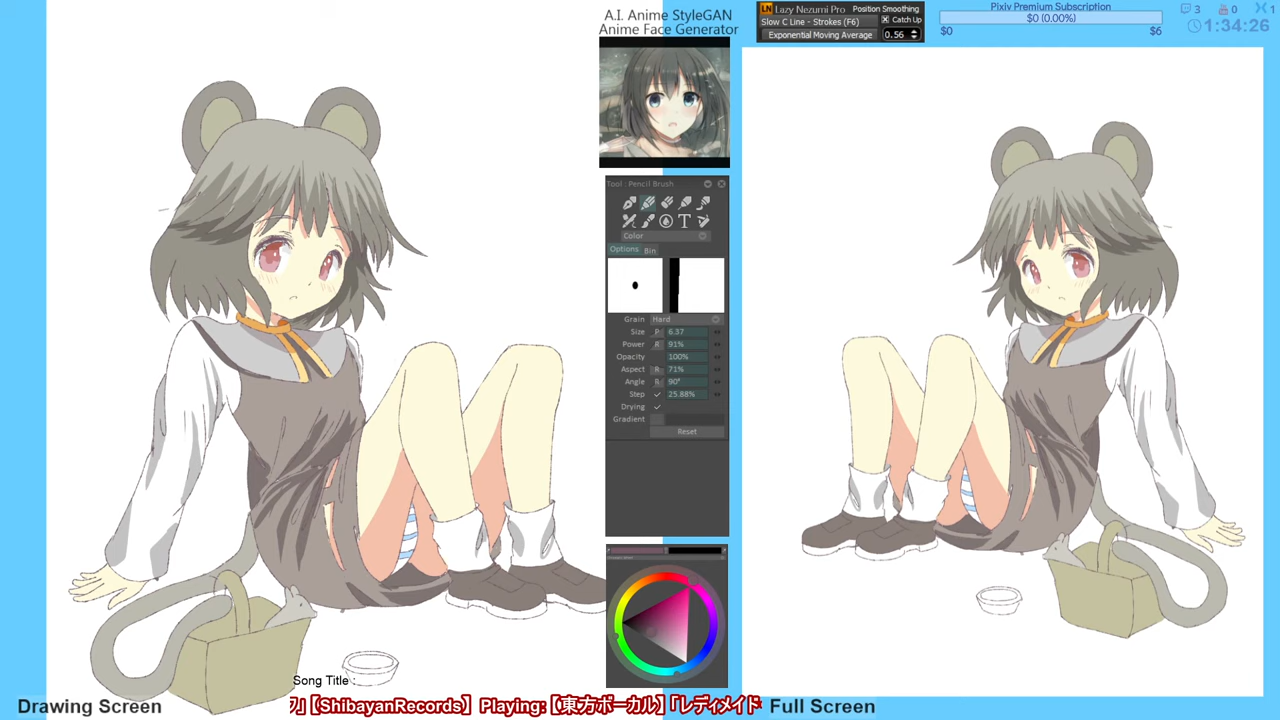 A.I. Anime StyleGAN
Anime Face Generator
LN Lazy Nezumi Pro
Position Smoothing
Slow C Line - Strokes (F6)
Catch Up
Exponential Moving Average
0.56
Pixiv Premium Subscription
$0 (0.00%)
$0
$6
3
0
1
1:34:26
Tool : Pencil Brush
Color
Options
Bin
Grain Hard
Size P 6.37
Power R 91%
Opacity 100%
Aspect R 71%
Angle R 90°
Step 25.88%
Drying
Gradient
Reset
Song Title :
Drawing Screen
」【ShibayanRecords】 Playing: 【東方ボーカル】「レディメイド
Full Screen